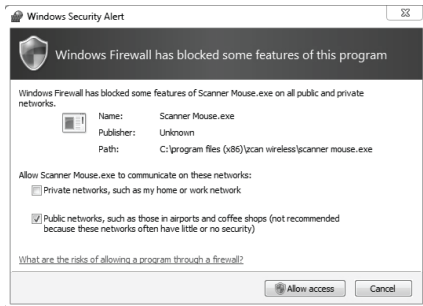 Windows Security Alert
Windows Firewall has blocked some features of this program
Windows Firewall has blocked some features of Scanner Mouse.exe on all public and private
networks.
Name: Scanner Mouse.exe
Publisher: Unknown
Path: C:\program files (x86)\zcan wireless\scanner mouse.exe
Allow Scanner Mouse.exe to communicate on these networks:
Private networks, such as my home or work network
Public networks, such as those in airports and coffee shops (not recommended
because these networks often have little or no security)
What are the risks of allowing a program through a firewall?
Allow access Cancel